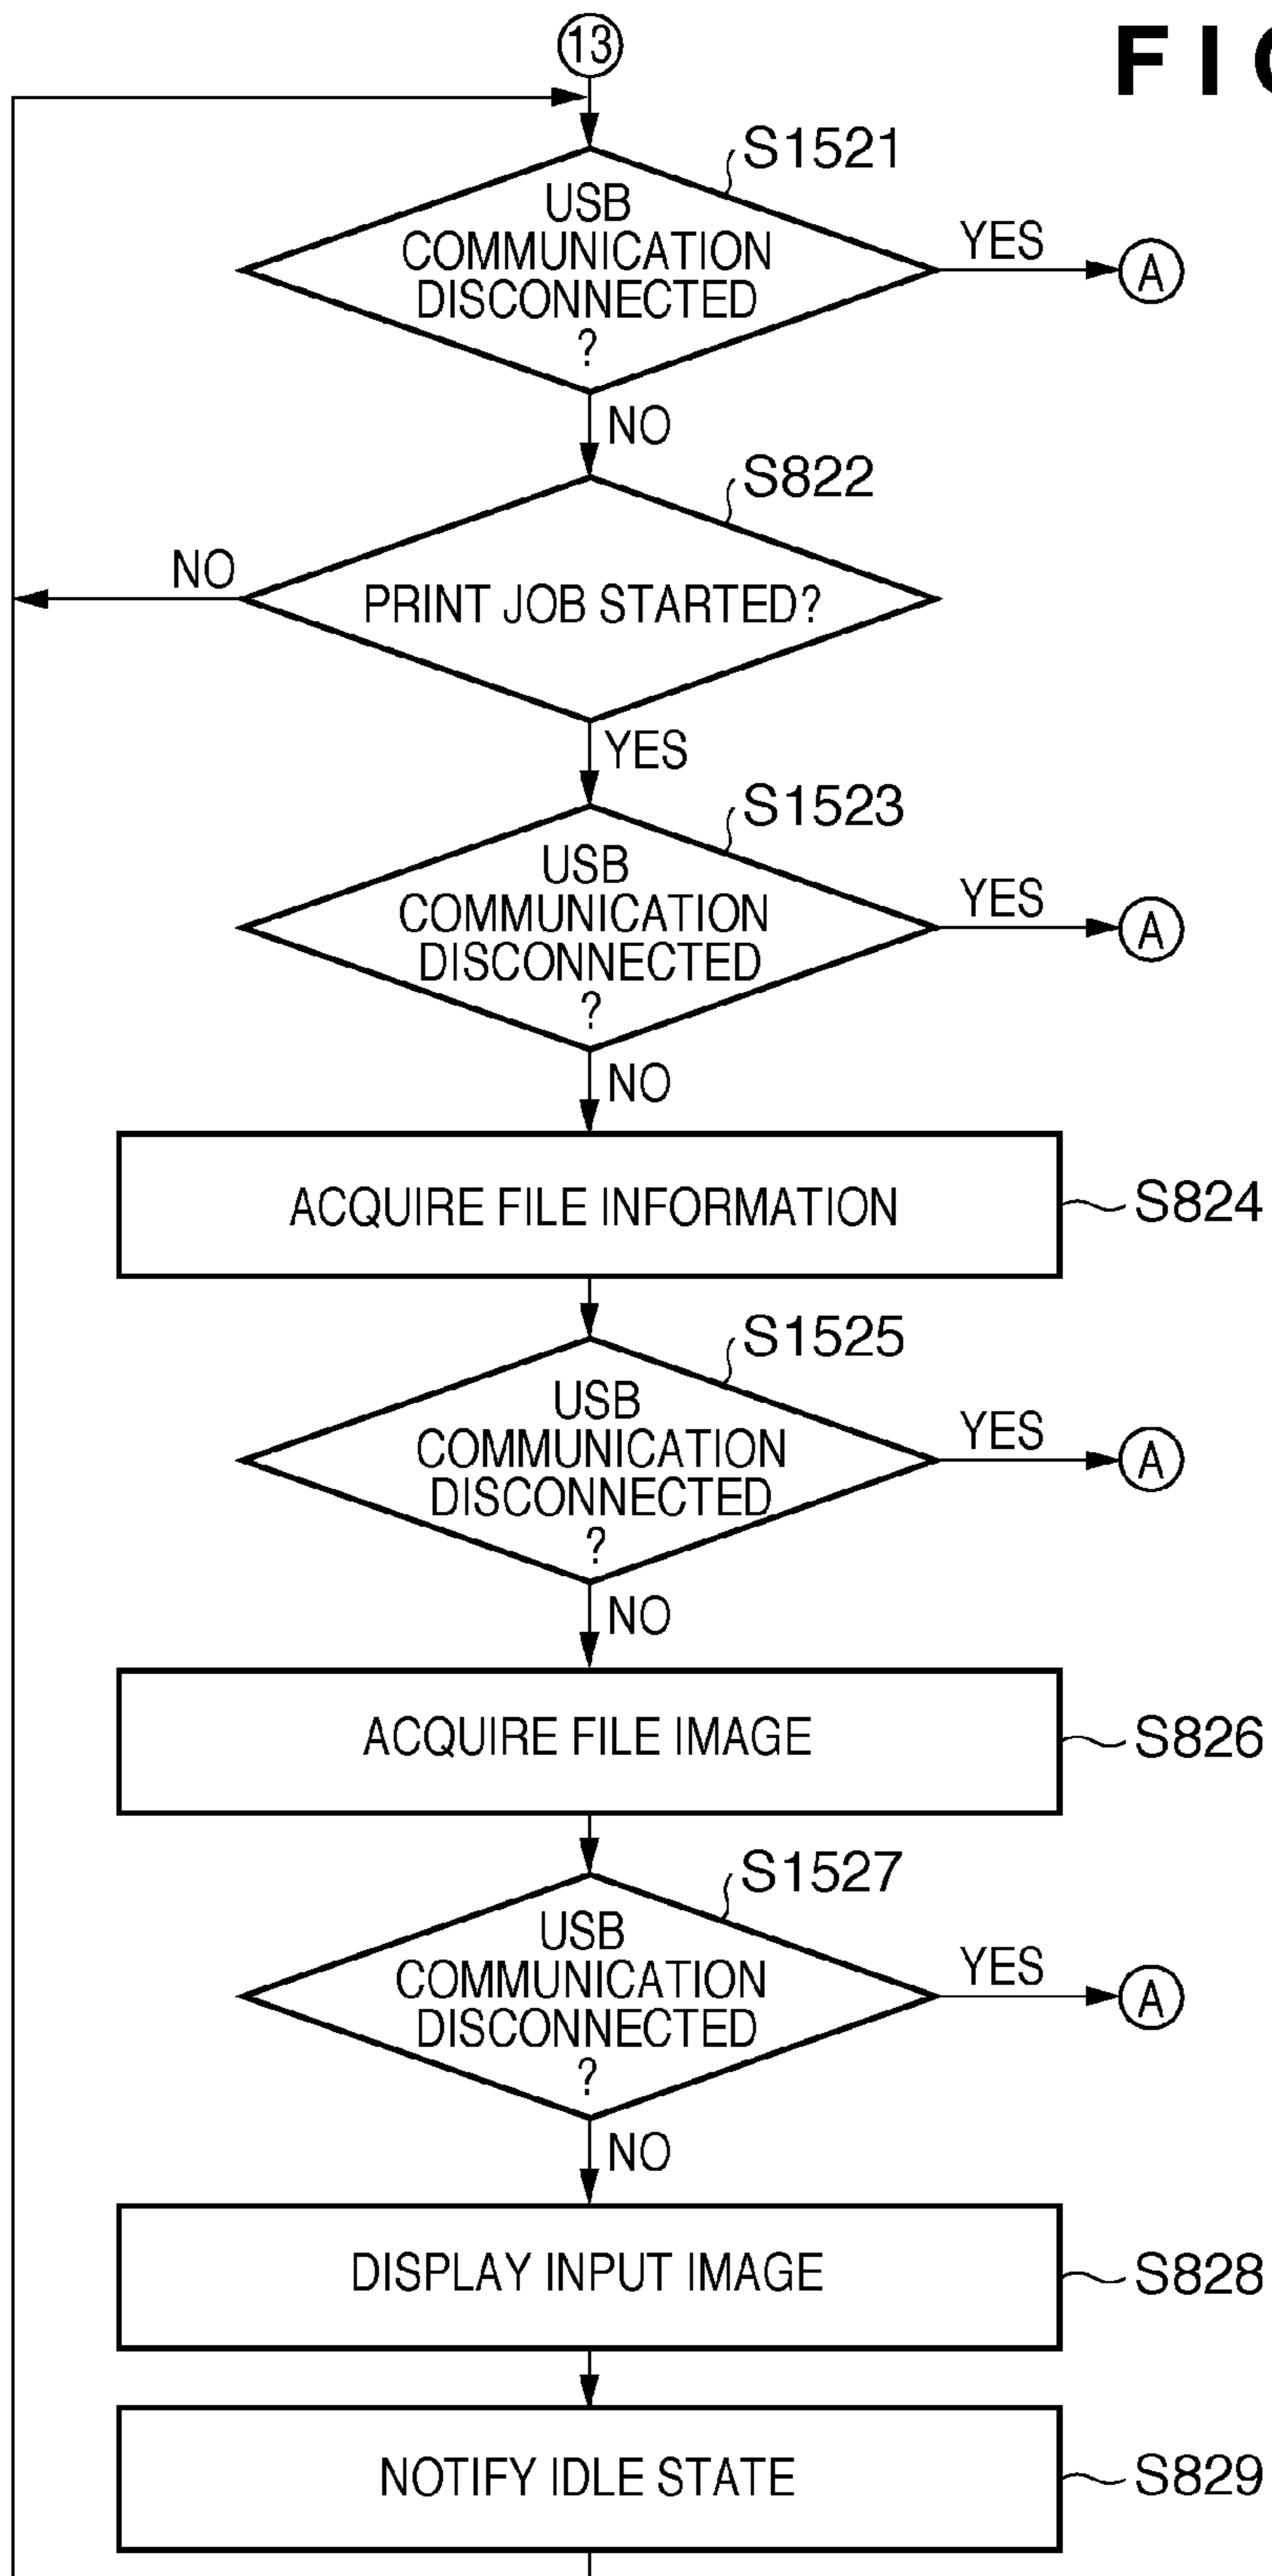 13
FI
S1521
USB
COMMUNICATION
DISCONNECTED
?
YES
A
NO
S822
NO
PRINT JOB STARTED?
YES
S1523
USB
COMMUNICATION
DISCONNECTED
?
YES
A
NO
ACQUIRE FILE INFORMATION
S824
S1525
USB
COMMUNICATION
DISCONNECTED
?
YES
A
NO
ACQUIRE FILE IMAGE
S826
S1527
USB
COMMUNICATION
DISCONNECTED
?
YES
A
NO
DISPLAY INPUT IMAGE
S828
NOTIFY IDLE STATE
S829